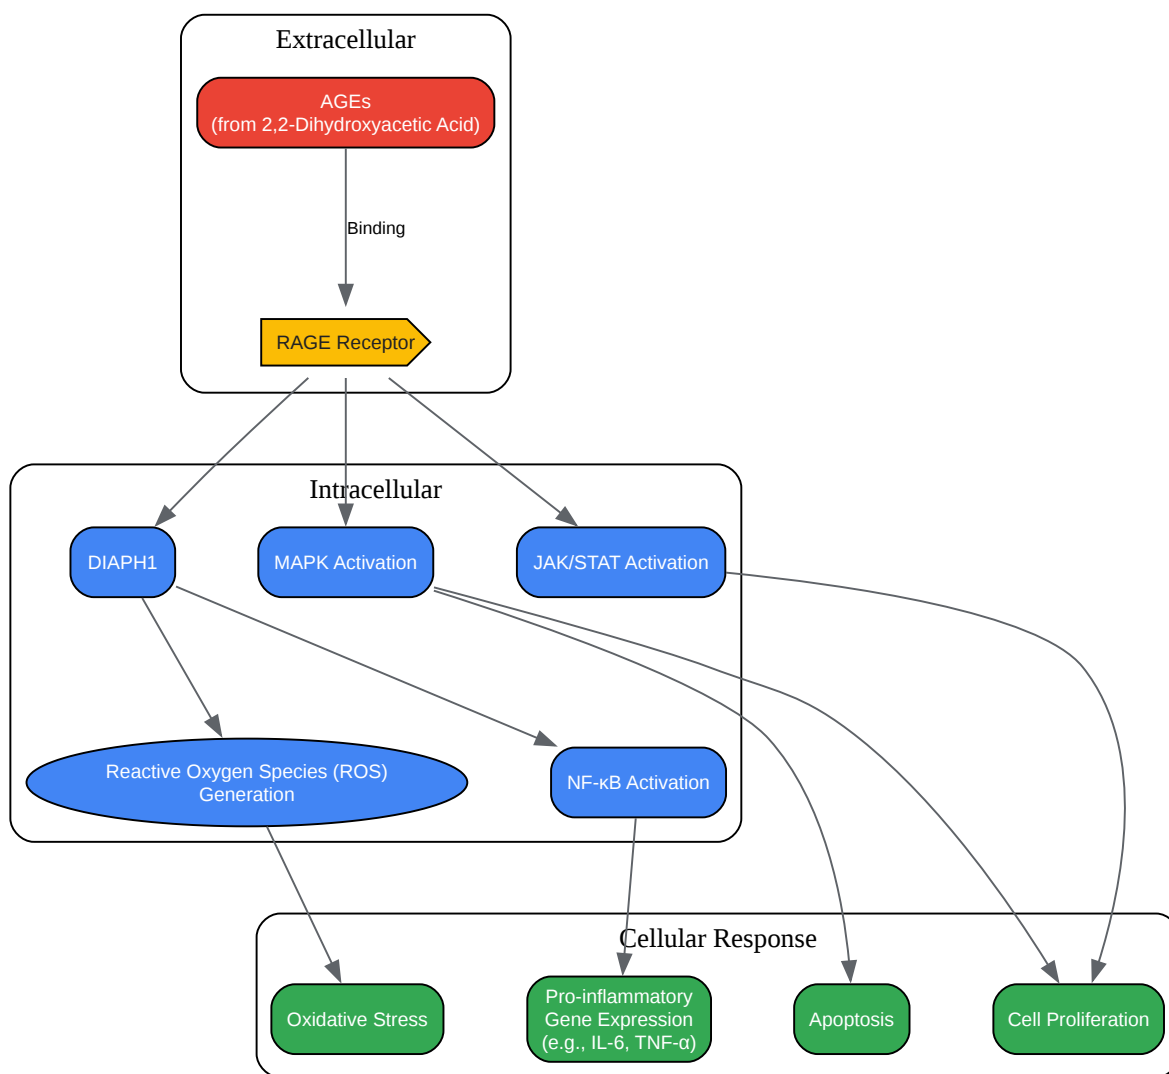 Extracellular
AGEs
(from 2,2-Dihydroxyacetic Acid)
Binding
RAGE Receptor
Intracellular
DIAPH1
MAPK Activation
JAK/STAT Activation
Reactive Oxygen Species (ROS)
Generation
NF-κB Activation
Cellular Response
Oxidative Stress
Pro-inflammatory
Gene Expression
(e.g., IL-6, TNF-α)
Apoptosis
Cell Proliferation